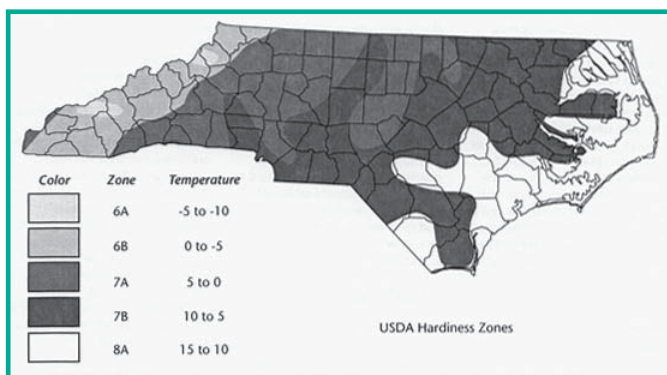 Color Zone Temperature
6A -5 to -10
6B 0 to -5
7A 5 to 0
7B 10 to 5
8A 15 to 10
USDA Hardiness Zones